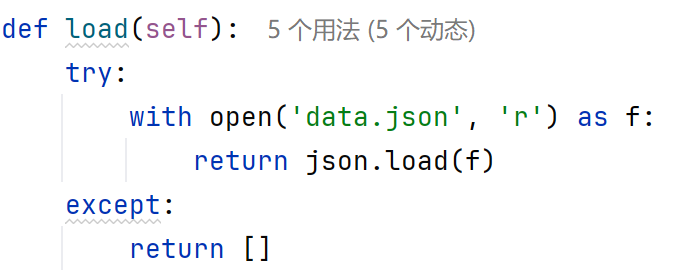 def load(self): 5 个用法 (5 个动态)
    try:
        with open('data.json', 'r') as f:
            return json.load(f)
    except:
        return []